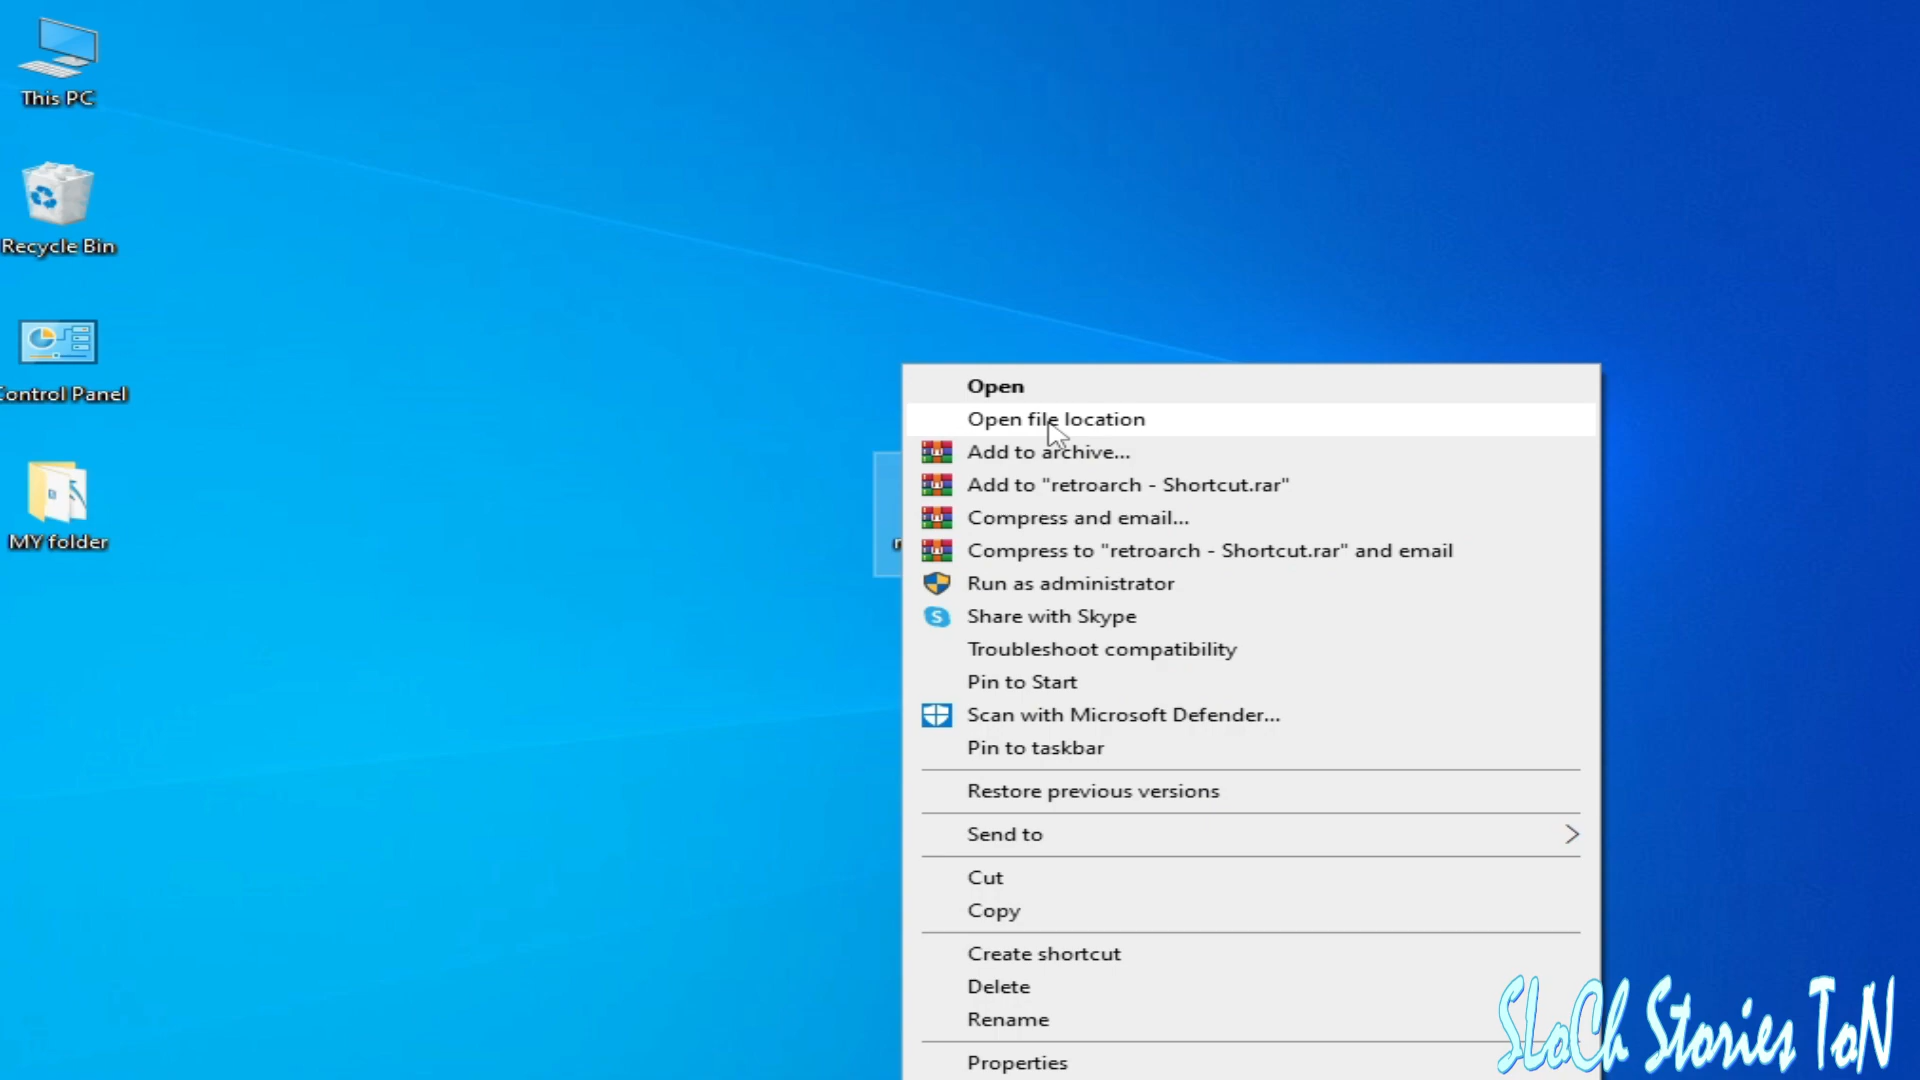 This PC
Recycle Bin
Control Panel
MY folder
Open
Open file location
Add to archive...
Add to "retroarch - Shortcut.rar"
Compress and email...
Compress to "retroarch - Shortcut.rar" and email
Run as administrator
Share with Skype
Troubleshoot compatibility
Pin to Start
Scan with Microsoft Defender...
Pin to taskbar
Restore previous versions
Send to
Cut
Copy
Create shortcut
Delete
Rename
Properties
SLoCh Stories ToN